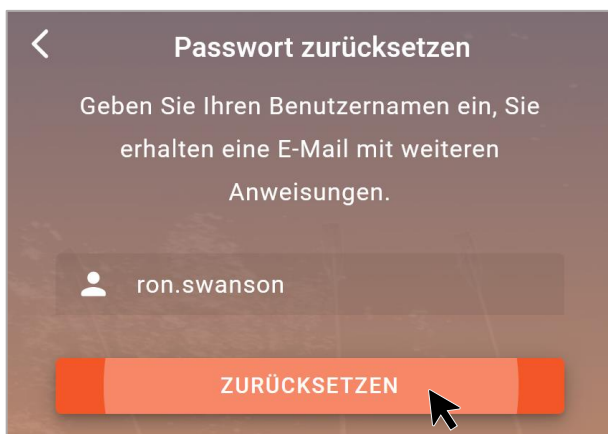 Passwort zurücksetzen
Geben Sie Ihren Benutzernamen ein, Sie
erhalten eine E-Mail mit weiteren
Anweisungen.
ron.swanson
ZURÜCKSETZEN